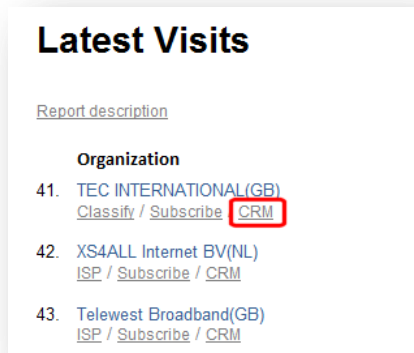 Latest Visits
Report description
Organization
41. TEC INTERNATIONAL(GB)
Classify / Subscribe / CRM
42. XS4ALL Internet BV(NL)
ISP / Subscribe / CRM
43. Telewest Broadband(GB)
ISP / Subscribe / CRM